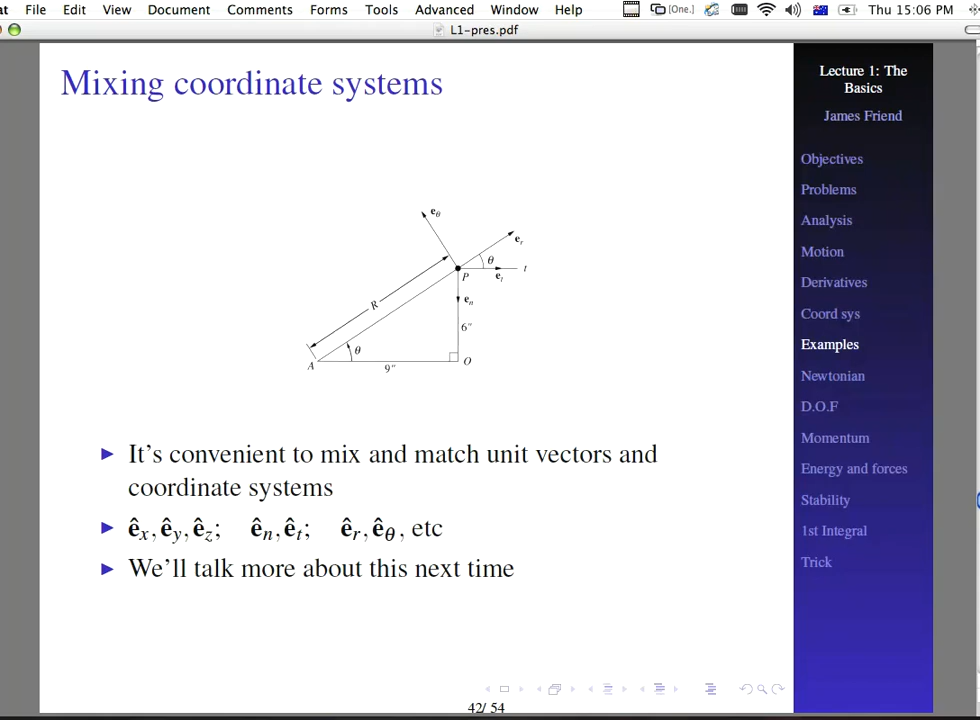 at File Edit View Document Comments Forms Tools Advanced Window Help [One.] Thu 15:06 PM
L1-pres.pdf
Mixing coordinate systems
e_θ
e_r
θ
P
e_t
t
e_n
R
6"
θ
A
9"
O
► It's convenient to mix and match unit vectors and
coordinate systems
► ê_x, ê_y, ê_z; ê_n, ê_t; ê_r, ê_θ, etc
► We'll talk more about this next time
42/ 54
Lecture 1: The
Basics
James Friend
Objectives
Problems
Analysis
Motion
Derivatives
Coord sys
Examples
Newtonian
D.O.F
Momentum
Energy and forces
Stability
1st Integral
Trick